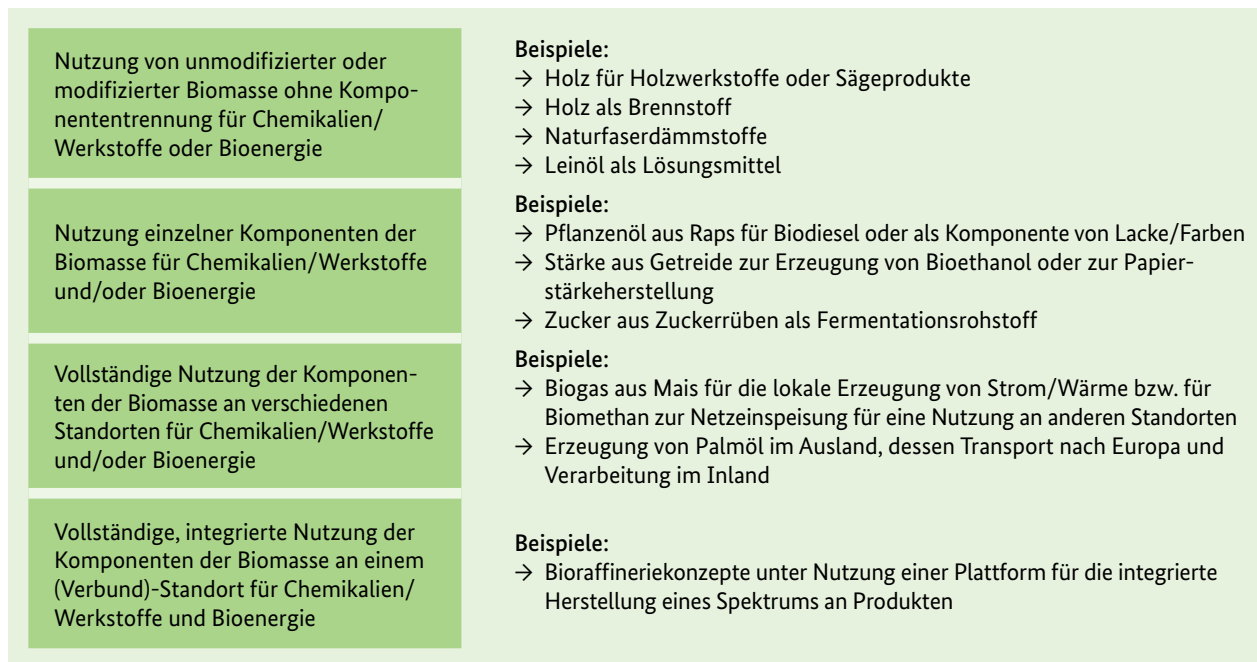 Nutzung von unmodifizierter oder
modifizierter Biomasse ohne Kompo-
nententrennung für Chemikalien/
Werkstoffe oder Bioenergie
Beispiele:
→ Holz für Holzwerkstoffe oder Sägeprodukte
→ Holz als Brennstoff
→ Naturfaserdämmstoffe
→ Leinöl als Lösungsmittel
Nutzung einzelner Komponenten der
Biomasse für Chemikalien/Werkstoffe
und/oder Bioenergie
Beispiele:
→ Pflanzenöl aus Raps für Biodiesel oder als Komponente von Lacke/Farben
→ Stärke aus Getreide zur Erzeugung von Bioethanol oder zur Papier-
stärkeherstellung
→ Zucker aus Zuckerrüben als Fermentationsrohstoff
Vollständige Nutzung der Komponen-
ten der Biomasse an verschiedenen
Standorten für Chemikalien/Werkstoffe
und/oder Bioenergie
Beispiele:
→ Biogas aus Mais für die lokale Erzeugung von Strom/Wärme bzw. für
Biomethan zur Netzeinspeisung für eine Nutzung an anderen Standorten
→ Erzeugung von Palmöl im Ausland, dessen Transport nach Europa und
Verarbeitung im Inland
Vollständige, integrierte Nutzung der
Komponenten der Biomasse an einem
(Verbund)-Standort für Chemikalien/
Werkstoffe und Bioenergie
Beispiele:
→ Bioraffineriekonzepte unter Nutzung einer Plattform für die integrierte
Herstellung eines Spektrums an Produkten